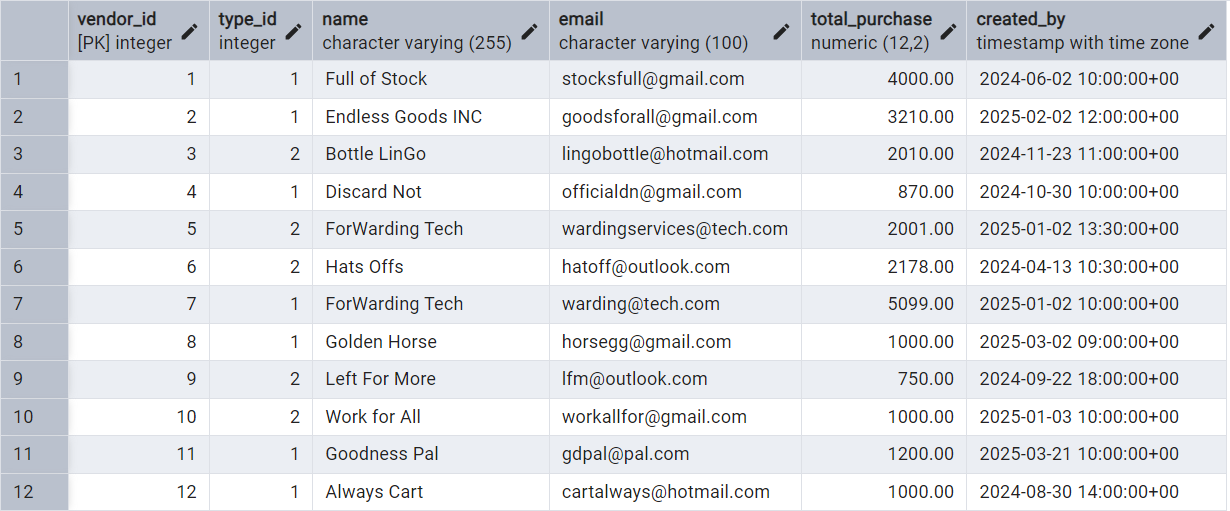 vendor_id type_id name email total_purchase created_by
[PK] integer integer character varying (255) character varying (100) numeric (12,2) timestamp with time zone
1 1 1 Full of Stock stocksfull@gmail.com 4000.00 2024-06-02 10:00:00+00
2 2 1 Endless Goods INC goodsforall@gmail.com 3210.00 2025-02-02 12:00:00+00
3 3 2 Bottle LinGo lingobottle@hotmail.com 2010.00 2024-11-23 11:00:00+00
4 4 1 Discard Not officialdn@gmail.com 870.00 2024-10-30 10:00:00+00
5 5 2 ForWarding Tech wardingservices@tech.com 2001.00 2025-01-02 13:30:00+00
6 6 2 Hats Offs hatoff@outlook.com 2178.00 2024-04-13 10:30:00+00
7 7 1 ForWarding Tech warding@tech.com 5099.00 2025-01-02 10:00:00+00
8 8 1 Golden Horse horsegg@gmail.com 1000.00 2025-03-02 09:00:00+00
9 9 2 Left For More lfm@outlook.com 750.00 2024-09-22 18:00:00+00
10 10 2 Work for All workallfor@gmail.com 1000.00 2025-01-03 10:00:00+00
11 11 1 Goodness Pal gdpal@pal.com 1200.00 2025-03-21 10:00:00+00
12 12 1 Always Cart cartalways@hotmail.com 1000.00 2024-08-30 14:00:00+00